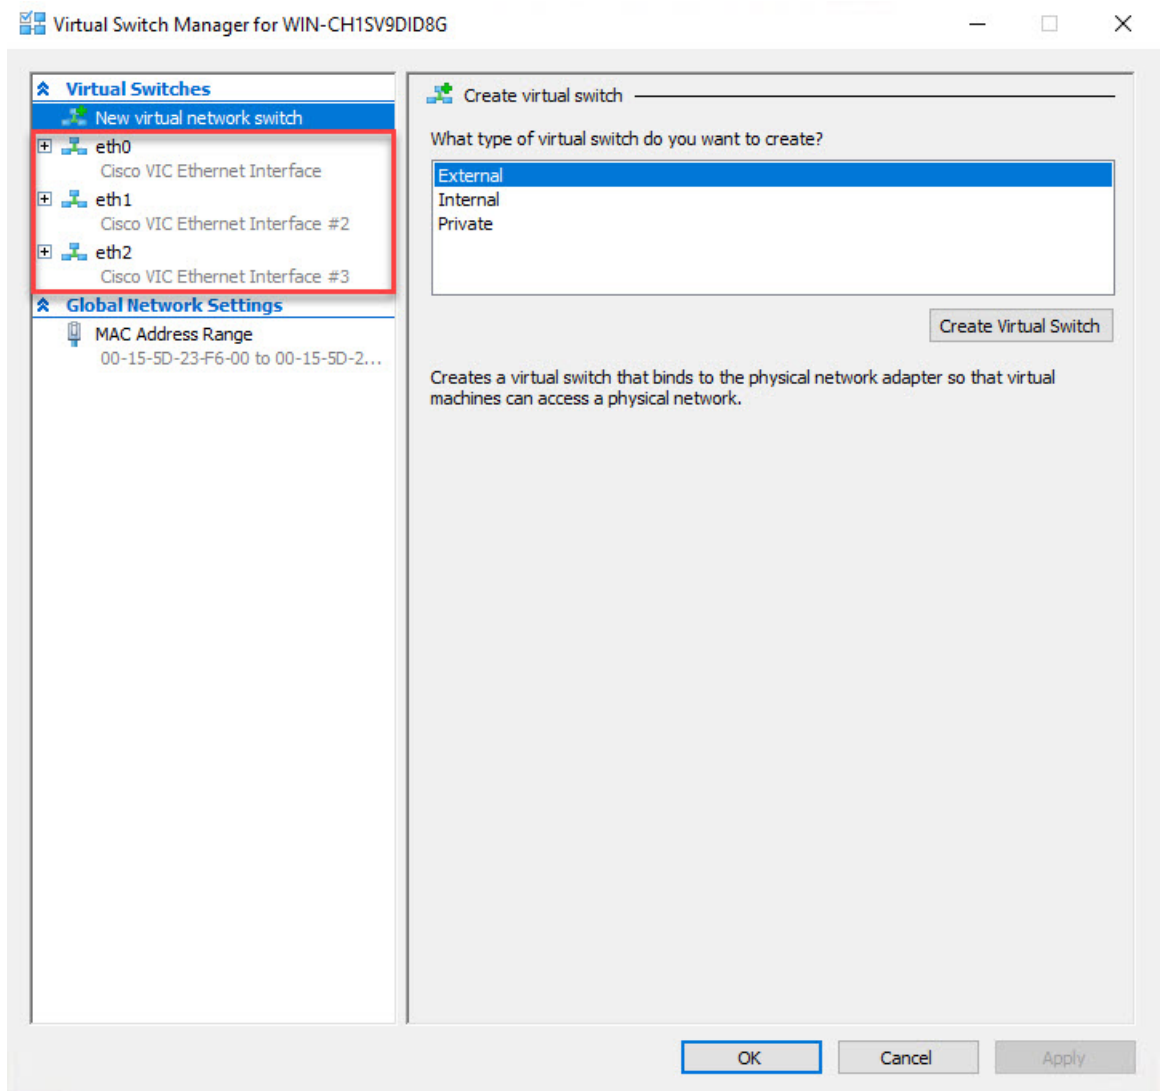 Virtual Switch Manager for WIN-CH1SV9DID8G
Virtual Switches
New virtual network switch
eth0
Cisco VIC Ethernet Interface
eth1
Cisco VIC Ethernet Interface #2
eth2
Cisco VIC Ethernet Interface #3
Global Network Settings
MAC Address Range
00-15-5D-23-F6-00 to 00-15-5D-2...
Create virtual switch
What type of virtual switch do you want to create?
External
Internal
Private
Create Virtual Switch
Creates a virtual switch that binds to the physical network adapter so that virtual
machines can access a physical network.
OK
Cancel
Apply